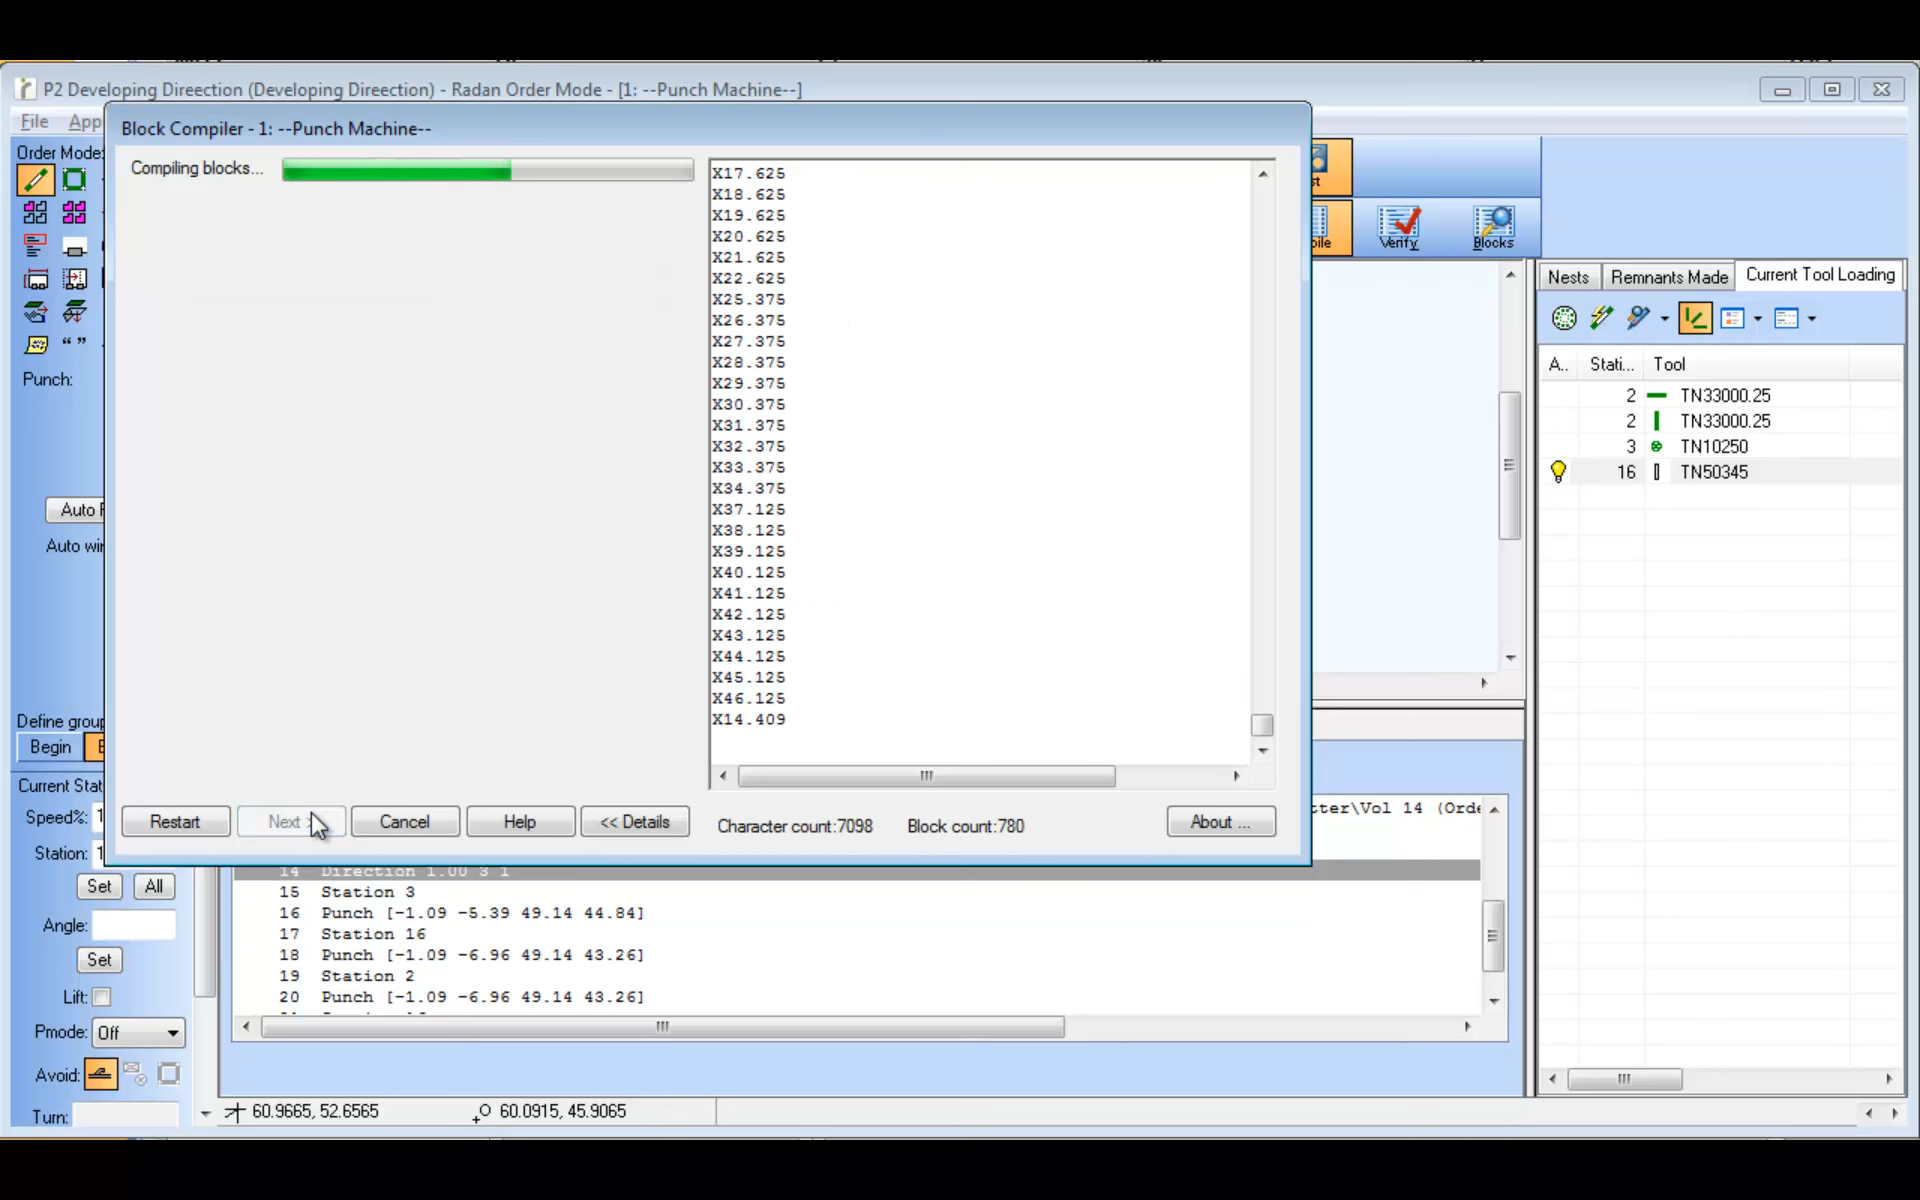 P2 Developing Direection (Developing Direection) - Radan Order Mode - [1: --Punch Machine--]
File App
Block Compiler - 1: --Punch Machine--
Order Mode:
Compiling blocks...
X17.625
X18.625
X19.625
X20.625
X21.625
X22.625
X25.375
X26.375
X27.375
X28.375
X29.375
X30.375
X31.375
X32.375
X33.375
X34.375
X37.125
X38.125
X39.125
X40.125
X41.125
X42.125
X43.125
X44.125
X45.125
X46.125
X14.409
Verify
Blocks
Nests
Remnants Made
Current Tool Loading
A.. Stati... Tool
2 TN33000.25
2 TN33000.25
3 TN10250
16 TN50345
Punch:
Auto
Auto
Define group
Begin
Current Stat
Speed%: 1
Station: 1
Set
All
Angle:
Set
Lift:
Pmode: Off
Avoid:
Turn:
Restart
Next
Cancel
Help
<< Details
Character count:7098
Block count:780
About ...
tter\Vol 14 (Orde
14 Direction 1.00 3 1
15 Station 3
16 Punch [-1.09 -5.39 49.14 44.84]
17 Station 16
18 Punch [-1.09 -6.96 49.14 43.26]
19 Station 2
20 Punch [-1.09 -6.96 49.14 43.26]
60.9665, 52.6565
60.0915, 45.9065